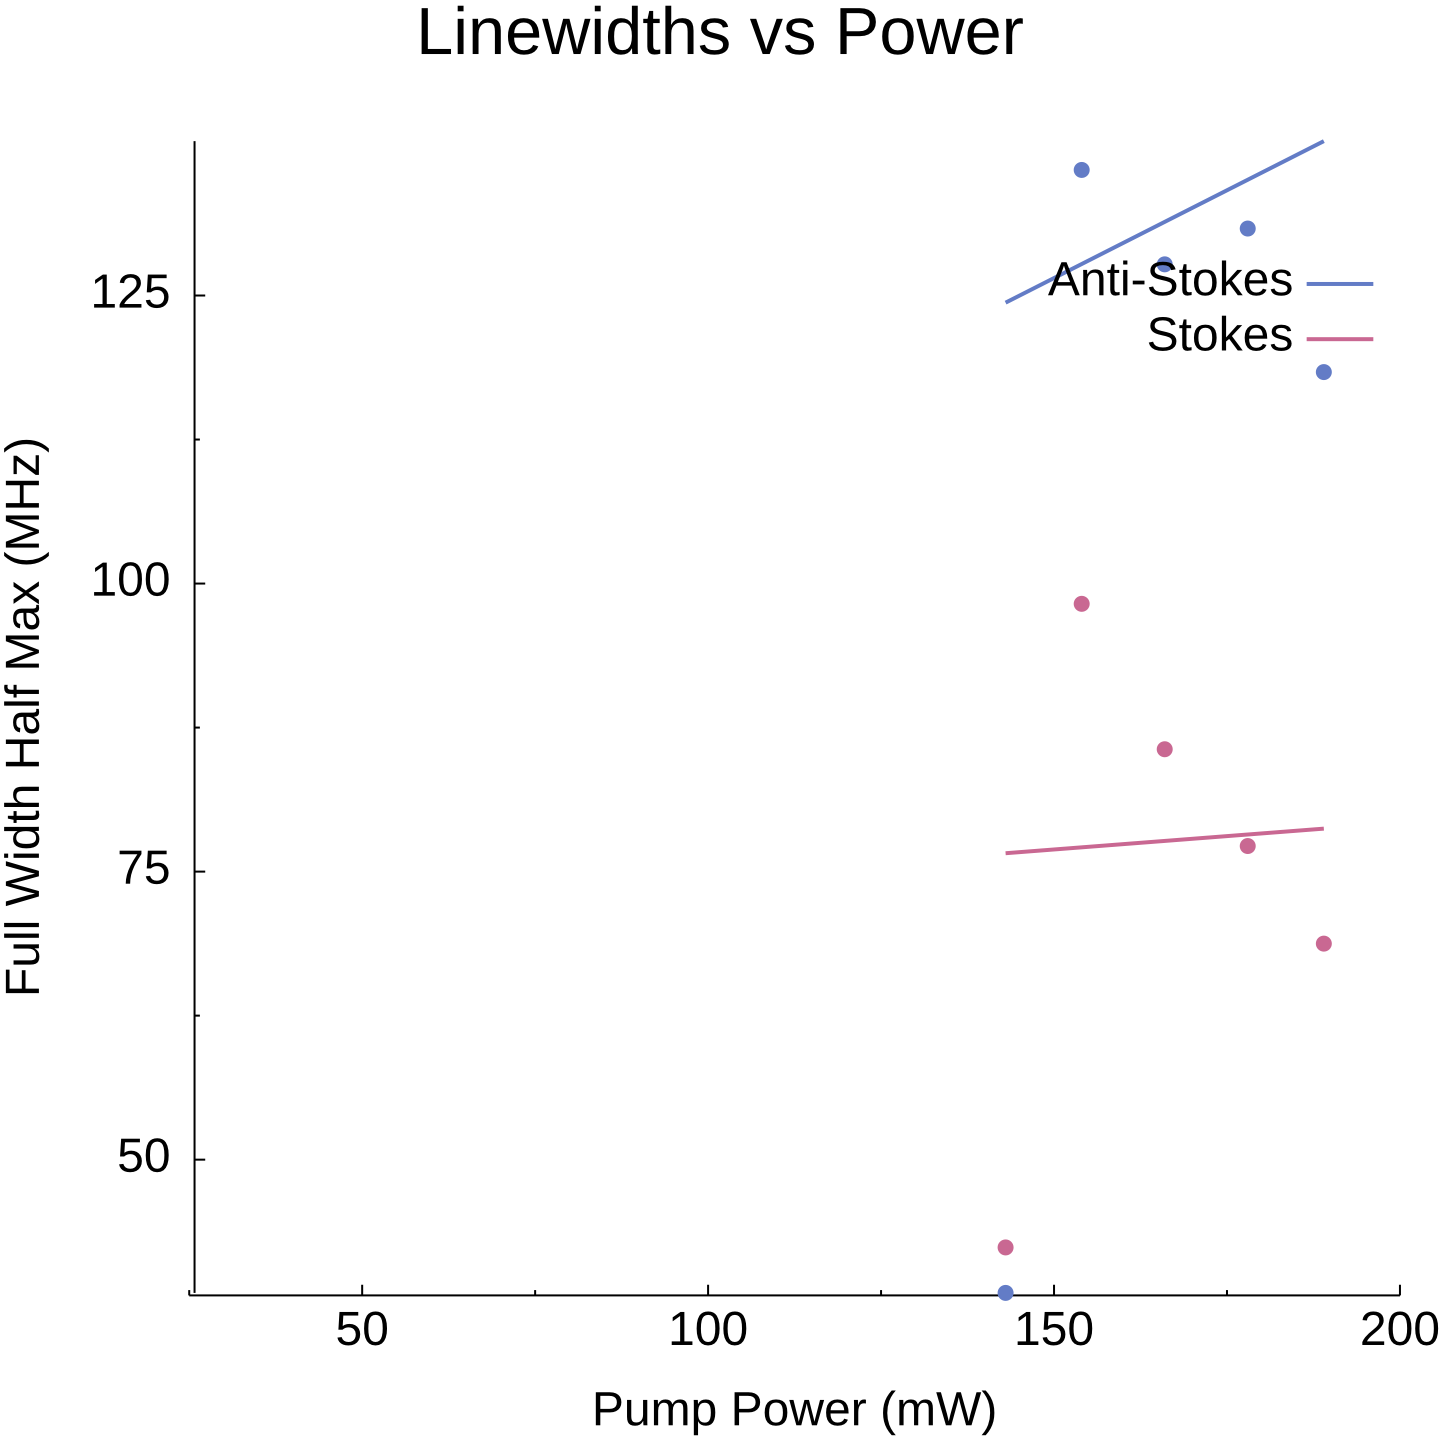 Linewidths vs Power
Full Width Half Max (MHz)
125
100
75
50
Anti-Stokes
Stokes
50 100 150 200
Pump Power (mW)